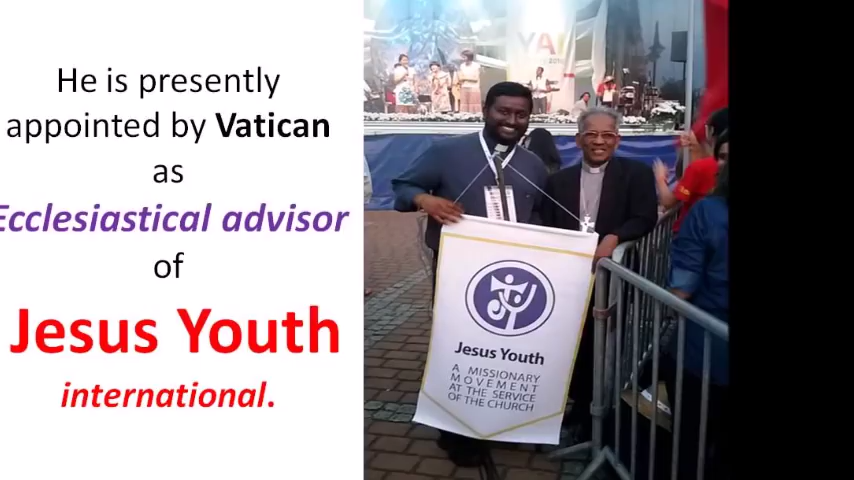 He is presently
appointed by Vatican
as
Ecclesiastical advisor
of
Jesus Youth
international.
Jesus Youth
A MISSIONARY
MOVEMENT
AT THE SERVICE
OF THE CHURCH